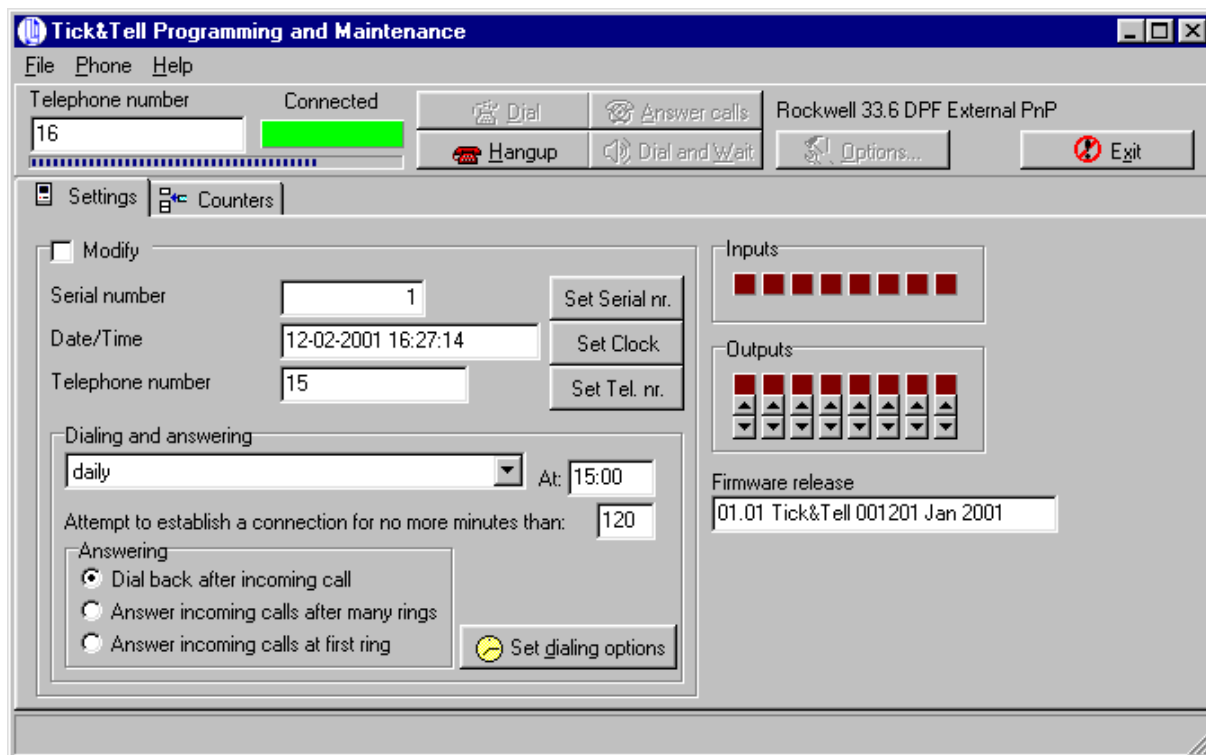 Tick&Tell Programming and Maintenance
File Phone Help
Telephone number
Connected
16
Dial
Answer calls
Hangup
Dial and Wait
Rockwell 33.6 DPF External PnP
Options...
Exit
Settings
Counters
Modify
Serial number
1
Set Serial nr.
Date/Time
12-02-2001 16:27:14
Set Clock
Telephone number
15
Set Tel. nr.
Dialing and answering
daily
At: 15:00
Attempt to establish a connection for no more minutes than: 120
Answering
Dial back after incoming call
Answer incoming calls after many rings
Answer incoming calls at first ring
Set dialing options
Inputs
Outputs
Firmware release
01.01 Tick&Tell 001201 Jan 2001